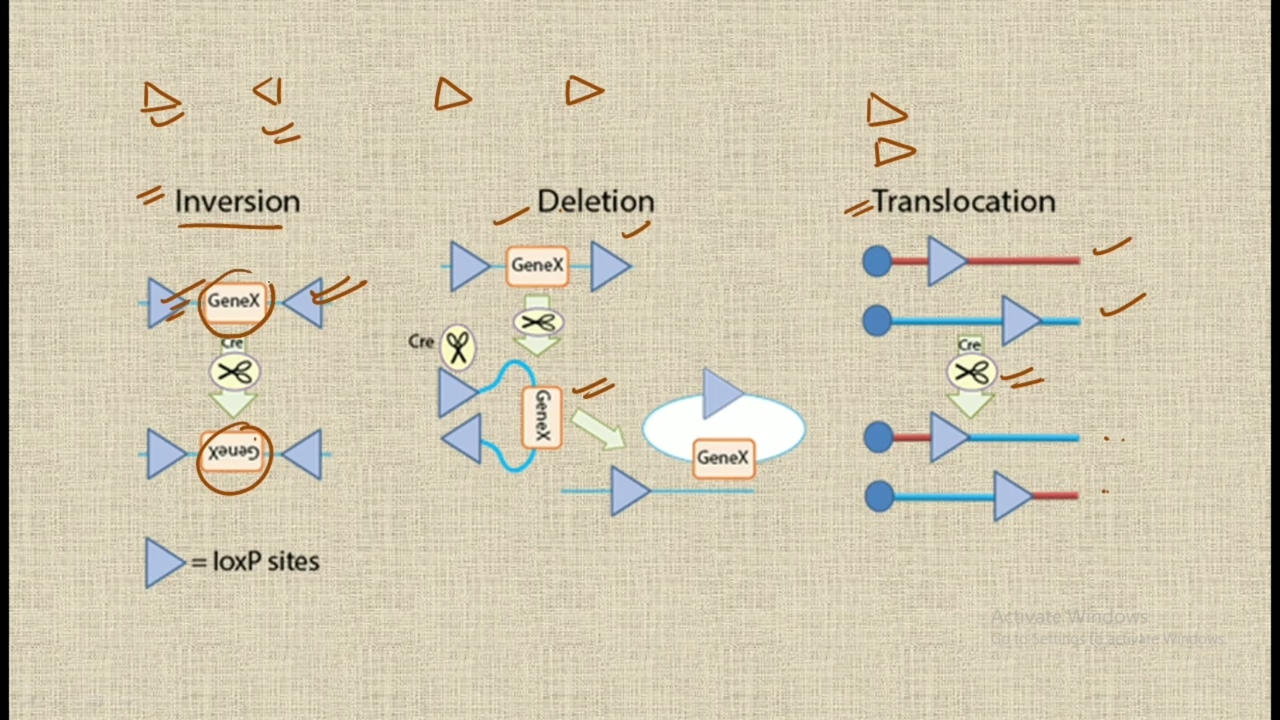 Inversion
GeneX
Cre
GeneX
= loxP sites
Deletion
GeneX
Cre
GeneX
GeneX
Translocation
Cre
Activate Windows
Go to Settings to activate Windows.